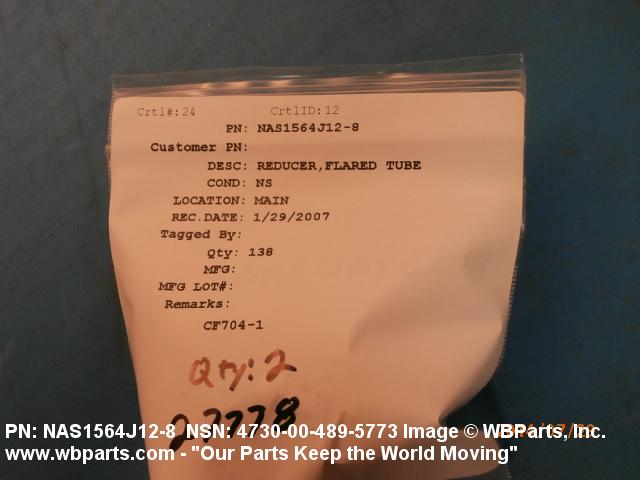 Crtl#:24 CrtlID:12
PN: NAS1564J12-8
Customer PN:
DESC: REDUCER,FLARED TUBE
COND: NS
LOCATION: MAIN
REC.DATE: 1/29/2007
Tagged By:
Qty: 138
MFG:
MFG LOT#:
Remarks:
CF704-1
Qty: 2
27778
PN: NAS1564J12-8 NSN: 4730-00-489-5773 Image © WBParts, Inc.
www.wbparts.com - "Our Parts Keep the World Moving"